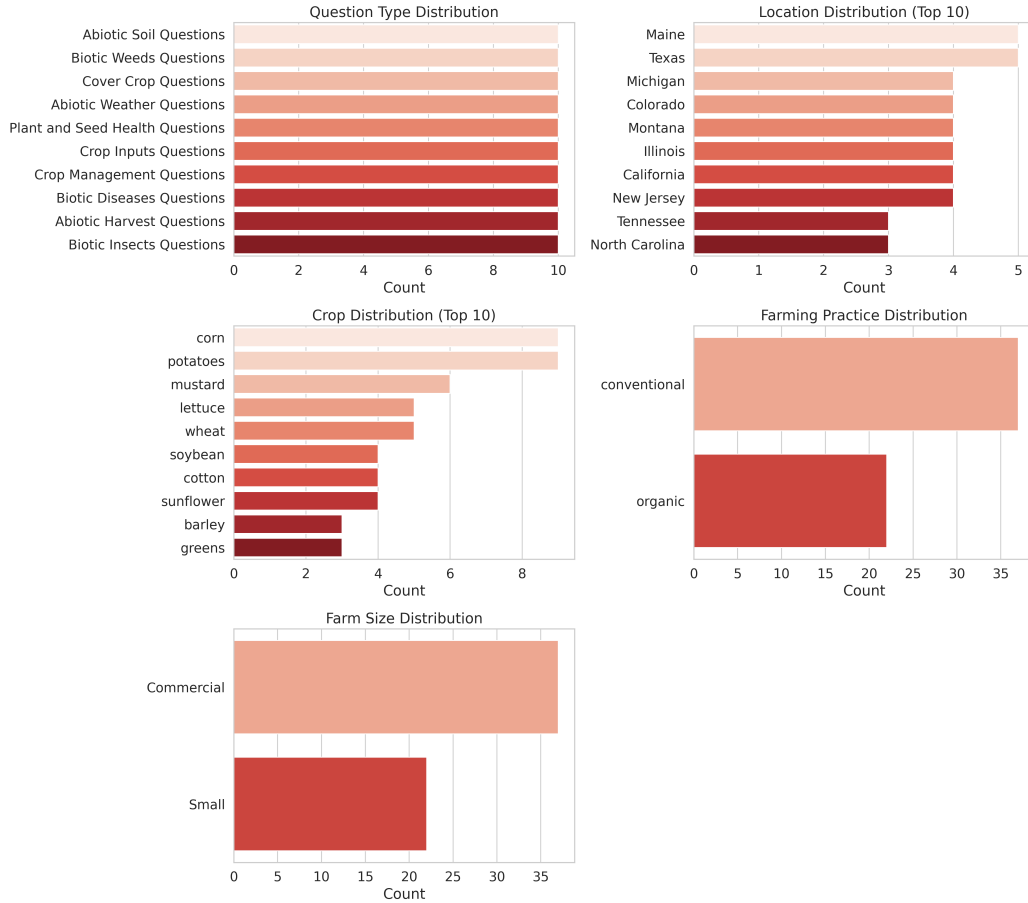 Question Type Distribution
Abiotic Soil Questions
Biotic Weeds Questions
Cover Crop Questions
Abiotic Weather Questions
Plant and Seed Health Questions
Crop Inputs Questions
Crop Management Questions
Biotic Diseases Questions
Abiotic Harvest Questions
Biotic Insects Questions
0 2 4 6 8 10
Count
Location Distribution (Top 10)
Maine
Texas
Michigan
Colorado
Montana
Illinois
California
New Jersey
Tennessee
North Carolina
0 1 2 3 4 5
Count
Crop Distribution (Top 10)
corn
potatoes
mustard
lettuce
wheat
soybean
cotton
sunflower
barley
greens
0 2 4 6 8
Count
Farming Practice Distribution
conventional
organic
0 5 10 15 20 25 30 35
Count
Farm Size Distribution
Commercial
Small
0 5 10 15 20 25 30 35
Count